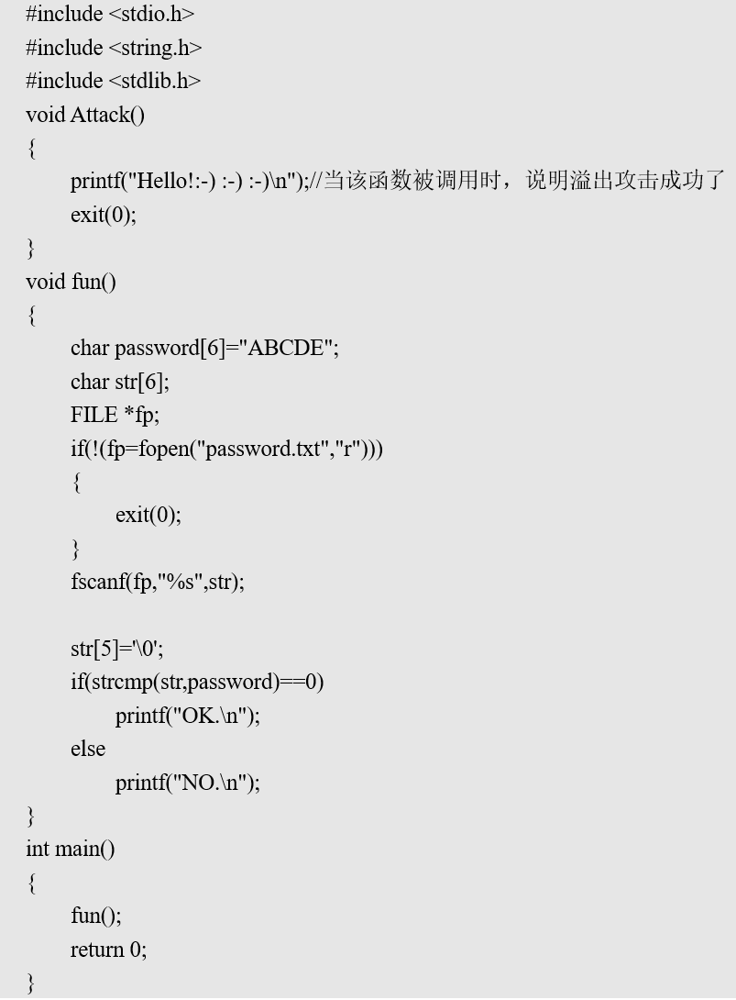 #include <stdio.h>
#include <string.h>
#include <stdlib.h>
void Attack()
{
printf("Hello!:-) :-) :-)\n");//当该函数被调用时，说明溢出攻击成功了
exit(0);
}
void fun()
{
char password[6]="ABCDE";
char str[6];
FILE *fp;
if(!(fp=fopen("password.txt","r")))
{
exit(0);
}
fscanf(fp,"%s",str);
str[5]='\0';
if(strcmp(str,password)==0)
printf("OK.\n");
else
printf("NO.\n");
}
int main()
{
fun();
return 0;
}